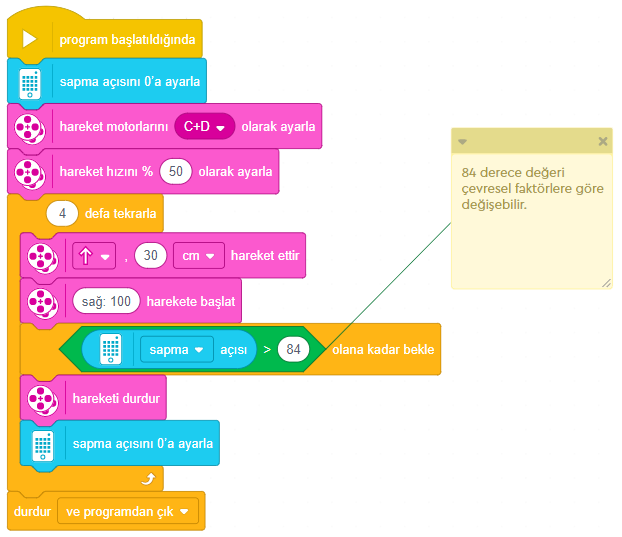 program başlatıldığında
sapma açısını 0'a ayarla
hareket motorlarını C+D olarak ayarla
hareket hızını % 50 olarak ayarla
4 defa tekrarla
, 30 cm hareket ettir
sağ: 100 harekete başlat
sapma açısı > 84 olana kadar bekle
hareketi durdur
sapma açısını 0'a ayarla
durdur ve programdan çık
84 derece değeri
çevresel faktörlere göre
değişebilir.